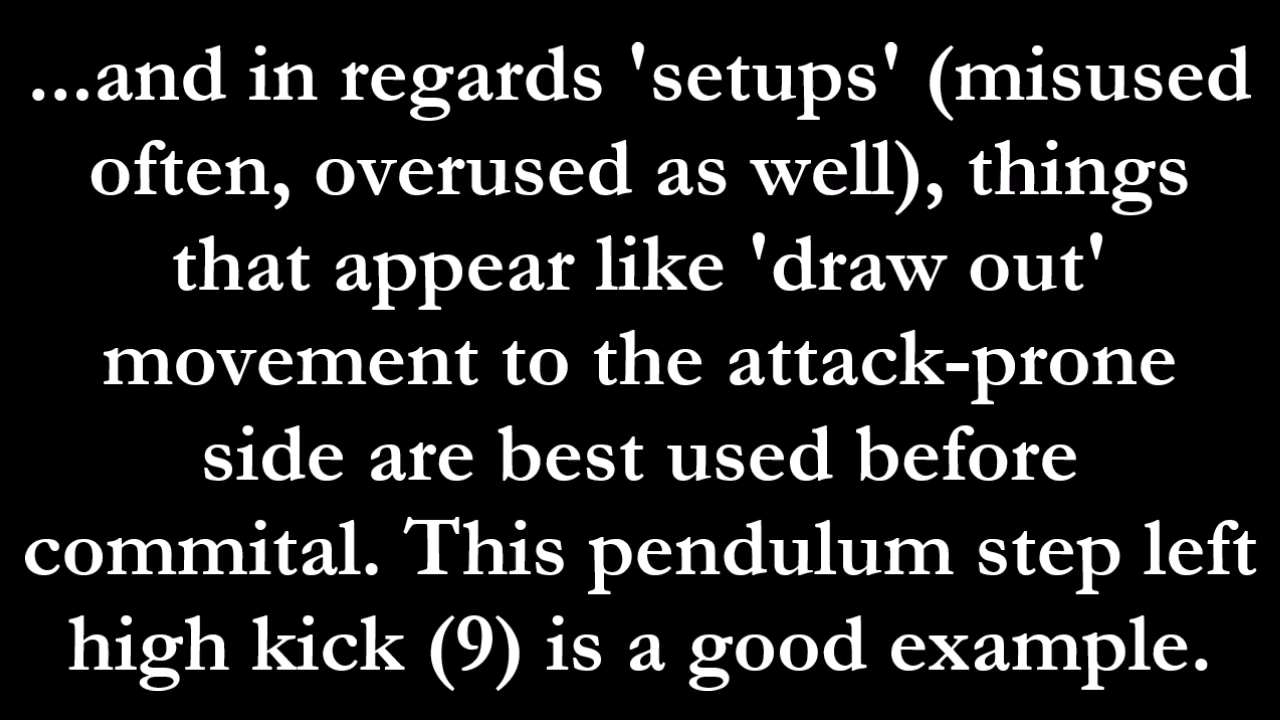 ...and in regards 'setups' (misused
often, overused as well), things
that appear like 'draw out'
movement to the attack-prone
side are best used before
commital. This pendulum step left
high kick (9) is a good example.